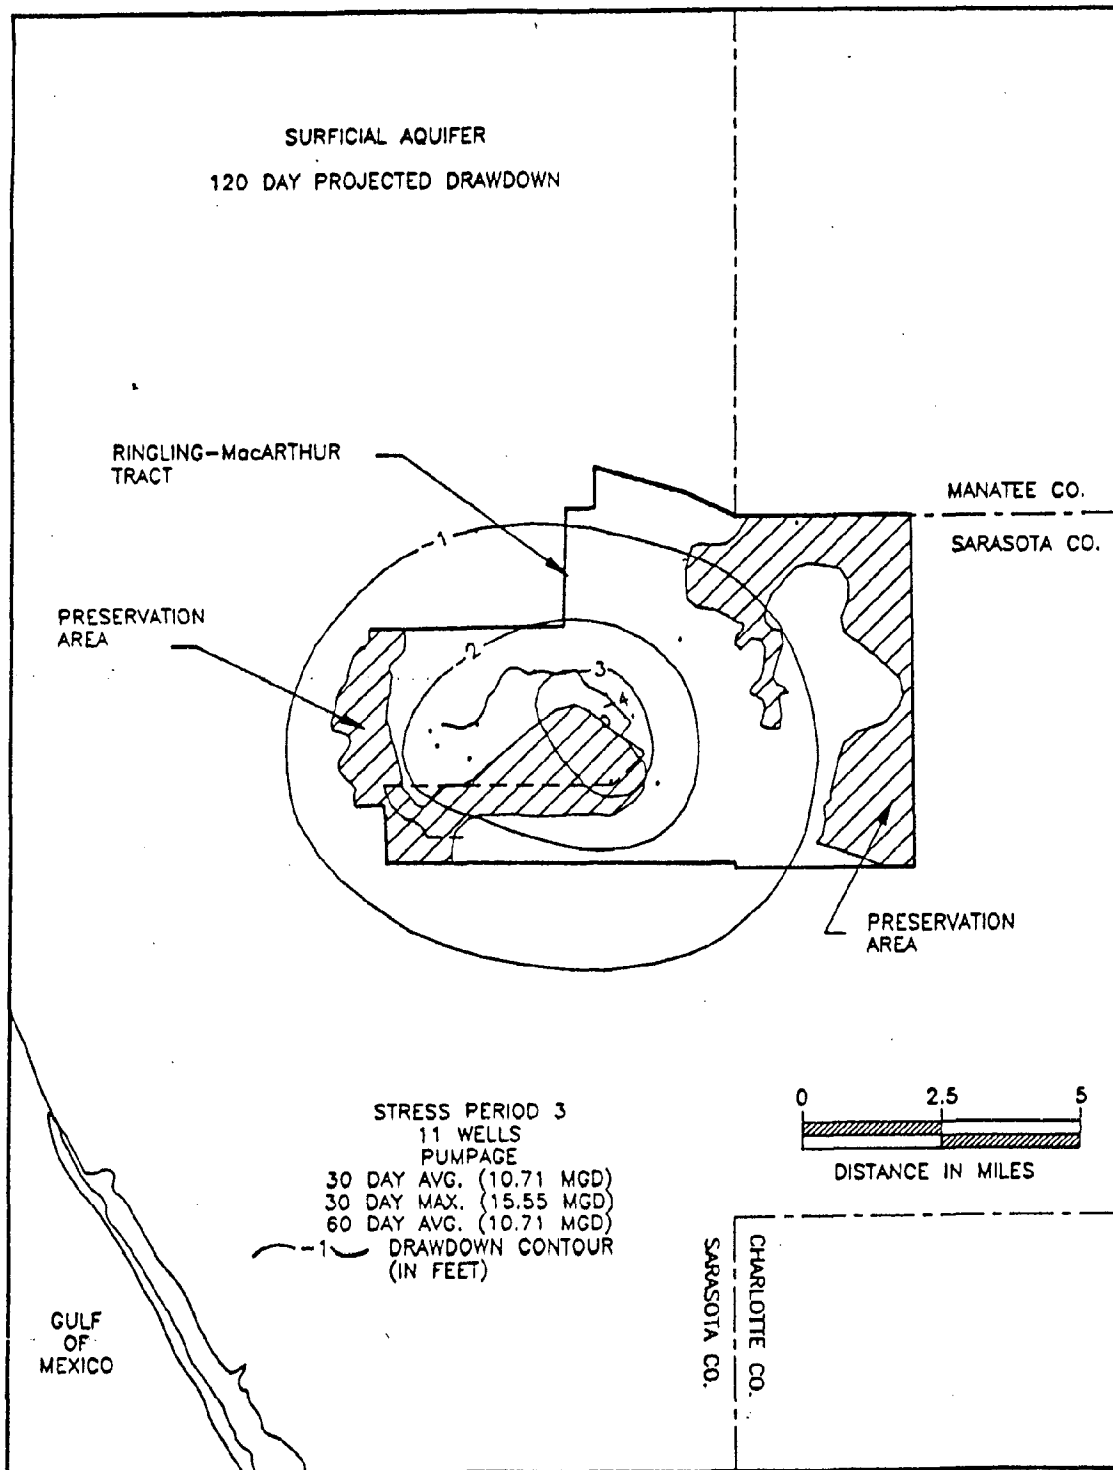 SURFICIAL AQUIFER
120 DAY PROJECTED DRAWDOWN
RINGLING-MacARTHUR
TRACT
MANATEE CO.
SARASOTA CO.
PRESERVATION
AREA
-1
-2
3
-4
PRESERVATION
AREA
STRESS PERIOD 3
11 WELLS
PUMPAGE
30 DAY AVG. (10.71 MGD)
30 DAY MAX. (15.55 MGD)
60 DAY AVG. (10.71 MGD)
-1 DRAWDOWN CONTOUR
(IN FEET)
0 2.5 5
DISTANCE IN MILES
CHARLOTTE CO.
SARASOTA CO.
GULF
OF
MEXICO